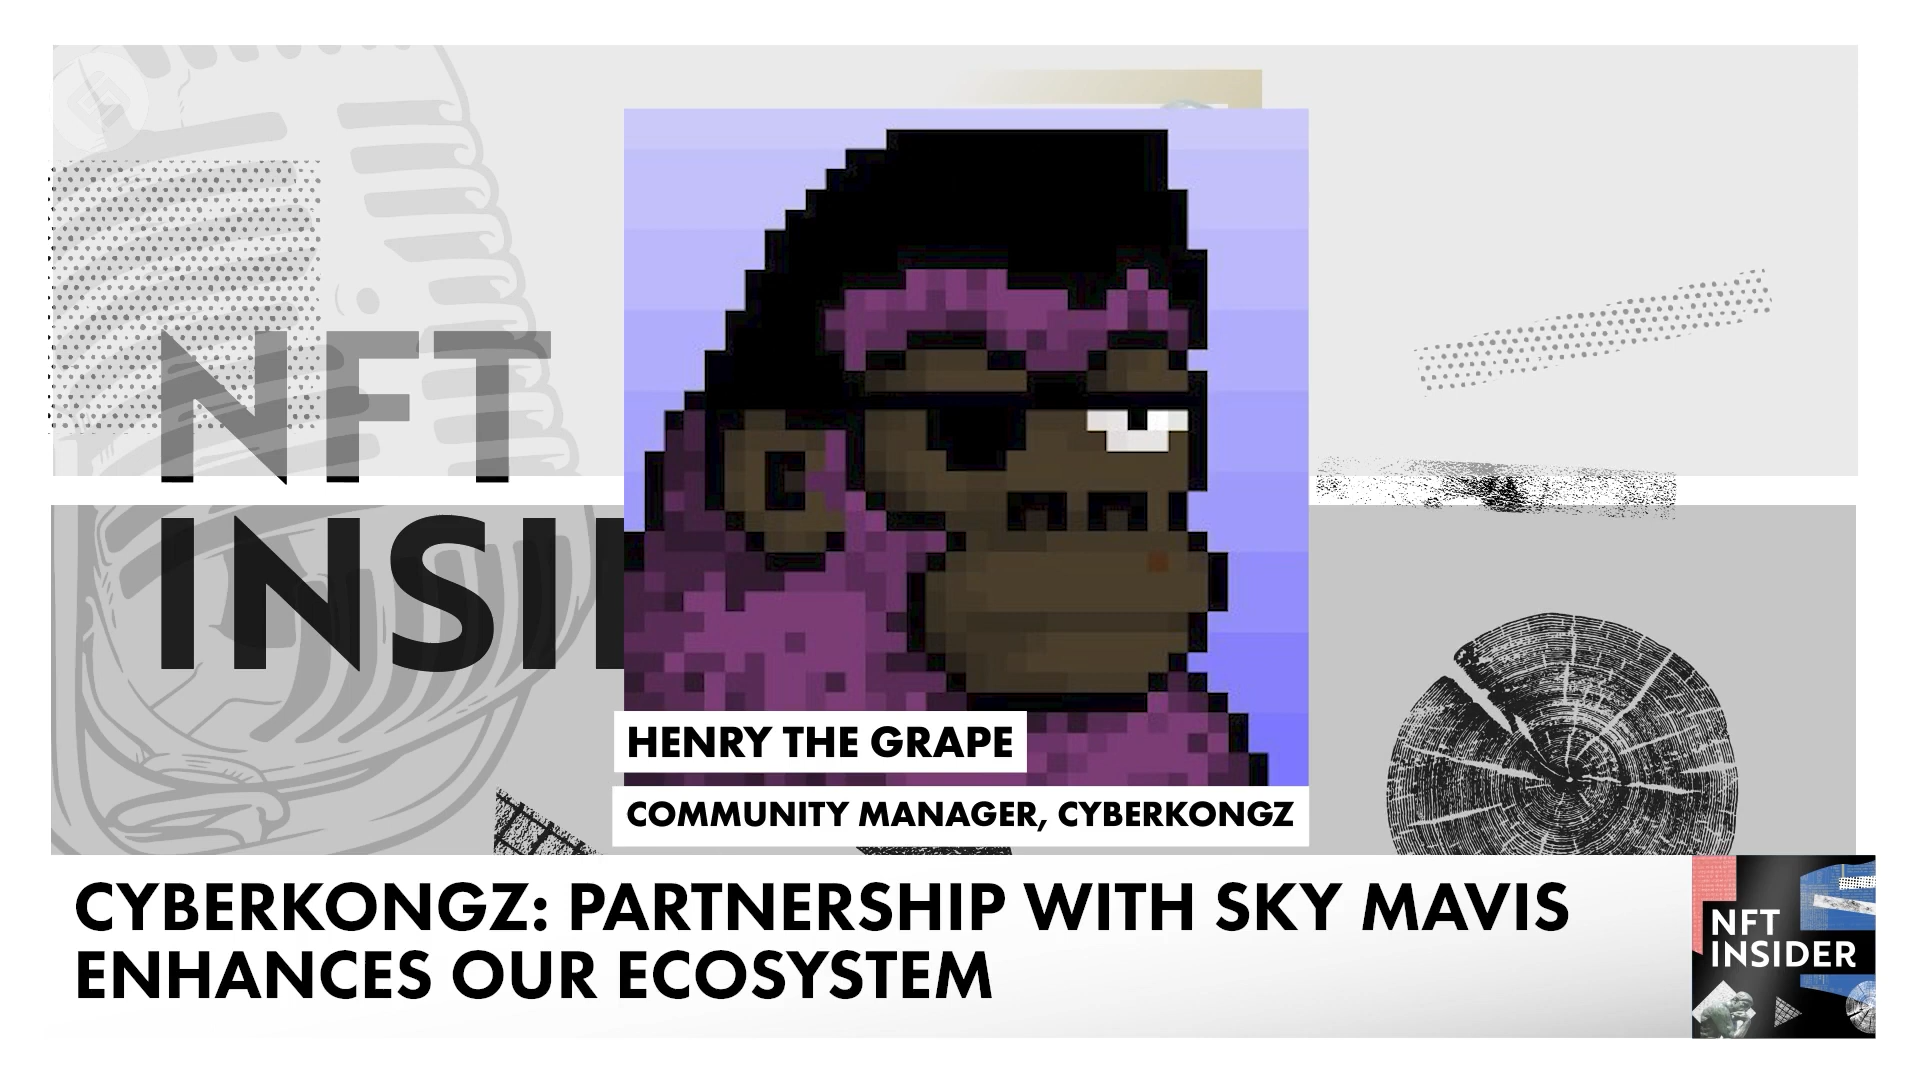 NFT
INSI
HENRY THE GRAPE
COMMUNITY MANAGER, CYBERKONGZ
CYBERKONGZ: PARTNERSHIP WITH SKY MAVIS
ENHANCES OUR ECOSYSTEM
NFT
INSIDER